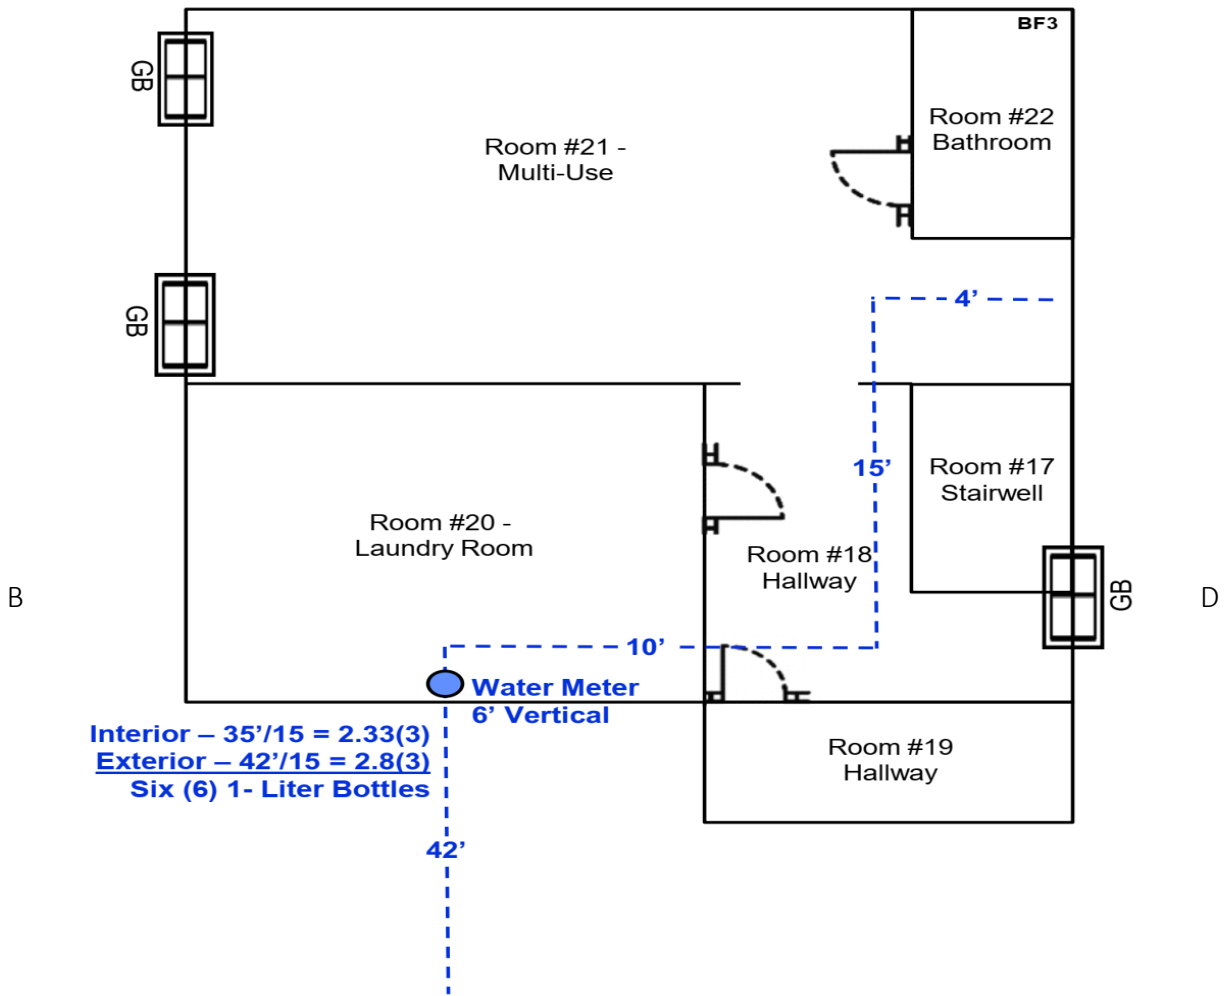 BF3
GB
Room #22
Bathroom
Room #21 -
Multi-Use
4’
GB
15’
Room #17
Stairwell
Room #20 -
Laundry Room
Room #18
Hallway
B
GB
D
10’
Water Meter
6’ Vertical
Interior – 35’/15 = 2.33(3)
Exterior – 42’/15 = 2.8(3)
Six (6) 1- Liter Bottles
Room #19
Hallway
42’